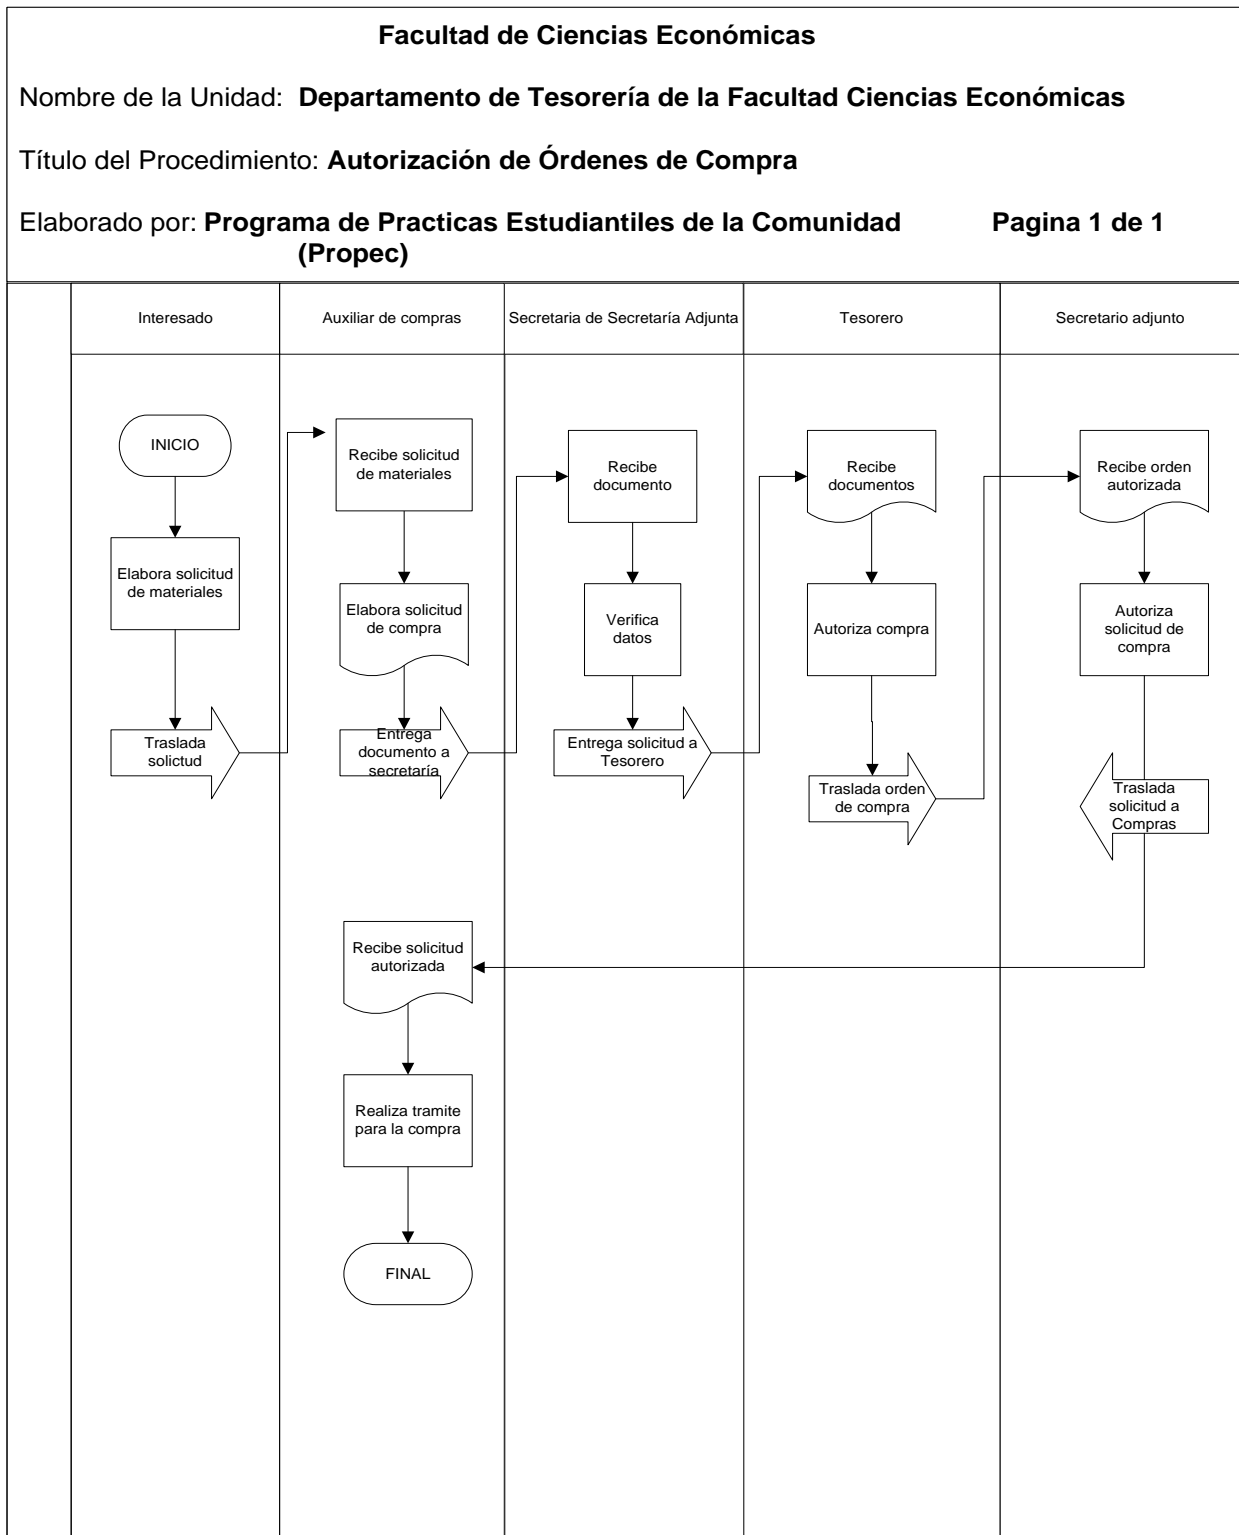 Facultad de Ciencias Económicas
Nombre de la Unidad: Departamento de Tesorería de la Facultad Ciencias Económicas
Título del Procedimiento: Autorización de Órdenes de Compra
Elaborado por: Programa de Practicas Estudiantiles de la Comunidad Pagina 1 de 1
(Propec)
Interesado
Auxiliar de compras
Secretaria de Secretaría Adjunta
Tesorero
Secretario adjunto
INICIO
Elabora solicitud
de materiales
Traslada
solictud
Recibe solicitud
de materiales
Elabora solicitud
de compra
Entrega
documento a
secretaría
Recibe
documento
Verifica
datos
Entrega solicitud a
Tesorero
Recibe
documentos
Autoriza compra
Traslada orden
de compra
Recibe orden
autorizada
Autoriza
solicitud de
compra
Traslada
solicitud a
Compras
Recibe solicitud
autorizada
Realiza tramite
para la compra
FINAL